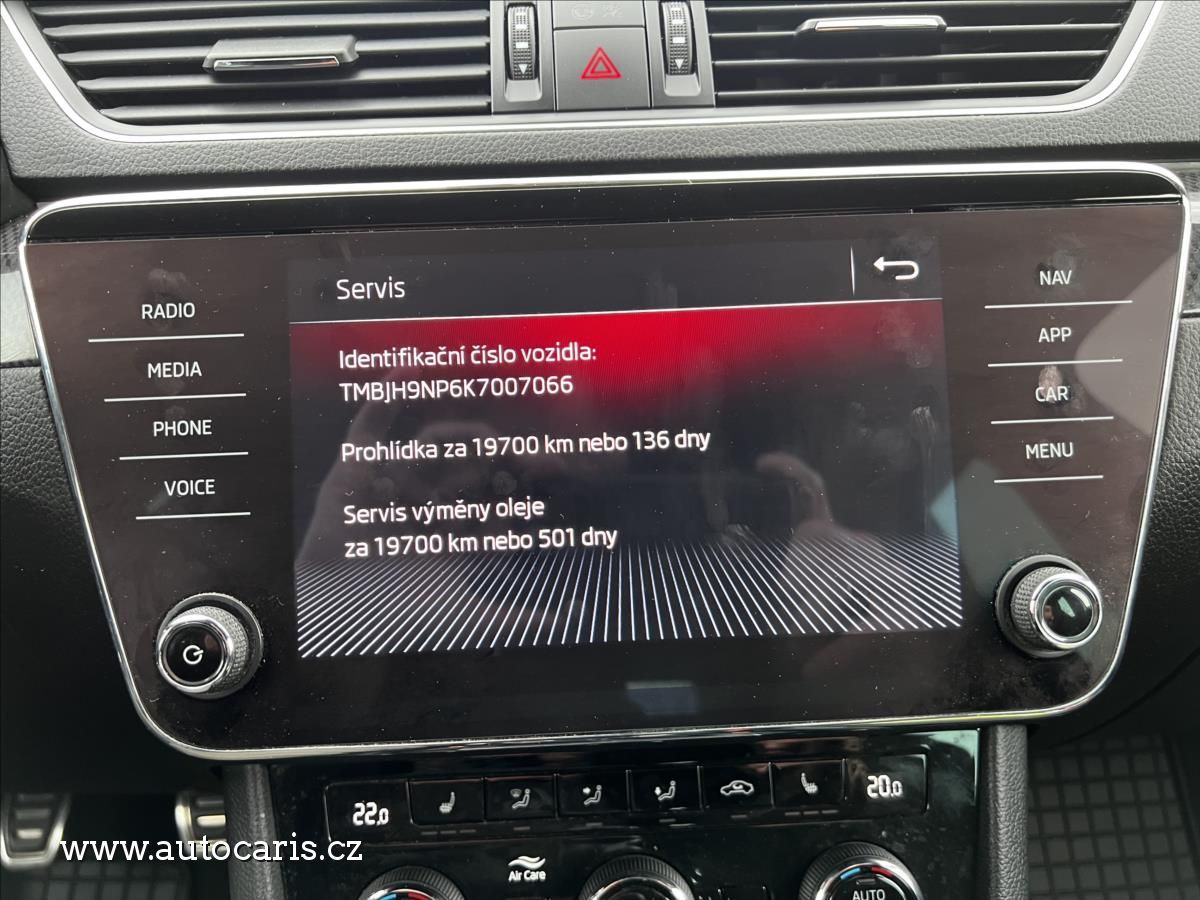 Servis
RADIO
MEDIA
PHONE
VOICE
Identifikační číslo vozidla:
TMBJH9NP6K7007066
Prohlídka za 19700 km nebo 136 dny
Servis výměny oleje
za 19700 km nebo 501 dny
NAV
APP
CAR
MENU
22.0
20.0
www.autocaris.cz
Air Care
AUTO